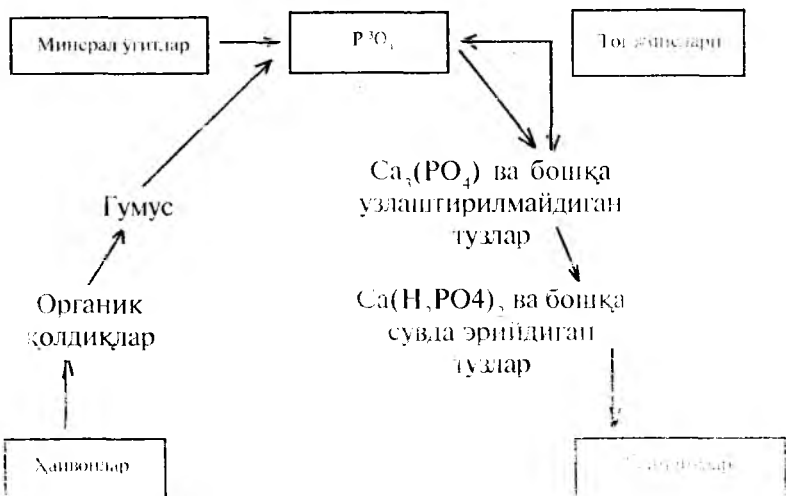 Минерал ўғитлар
P²O₅
Тоғ жинслари
Ca₃(PO₄) ва бошқа
узлаштирилмайдиган
тузлар
Гумус
Органик
қолдиқлар
Ca(H₂PO4)₂ ва бошқа
сувда эрийдиган
тузлар
Ҳайвонлар